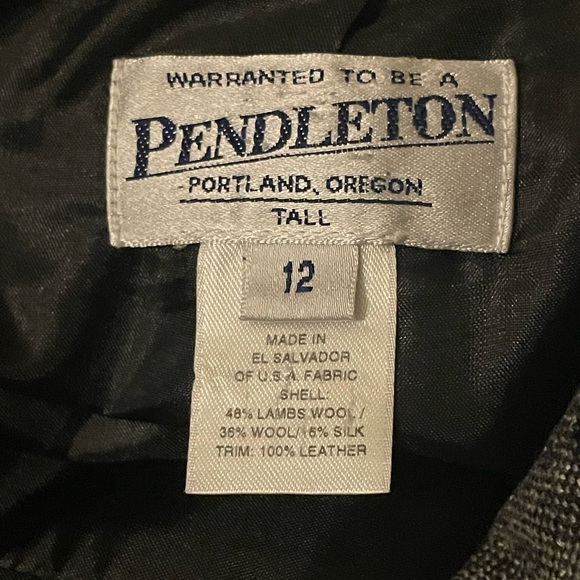 WARRANTED TO BE A
PENDLETON
PORTLAND, OREGON
TALL
12
MADE IN
EL SALVADOR
OF U.S.A. FABRIC
SHELL:
48% LAMBS WOOL/
36% WOOL/ SILK
TRIM: 100% LEATHER